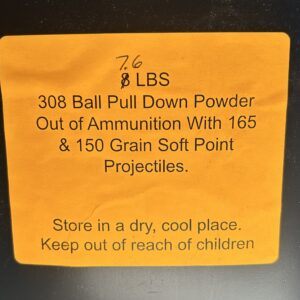 7.6
8 LBS
308 Ball Pull Down Powder
Out of Ammunition With 165
& 150 Grain Soft Point
Projectiles.
Store in a dry, cool place.
Keep out of reach of children